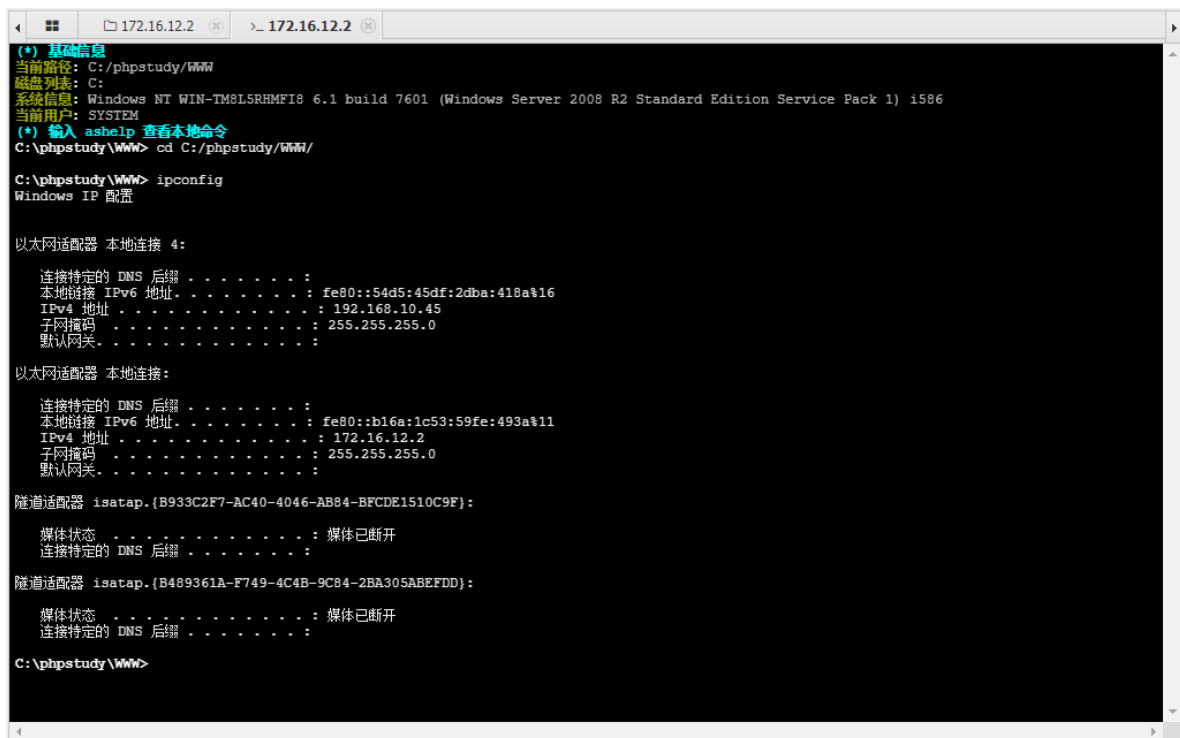 172.16.12.2 >_ 172.16.12.2
(*) 基础信息
当前路径: C:/phpstudy/WWW
磁盘列表: C:
系统信息: Windows NT WIN-TM8L5RHMFI8 6.1 build 7601 (Windows Server 2008 R2 Standard Edition Service Pack 1) i586
当前用户: SYSTEM
(*) 输入 ashelp 查看本地命令
C:\phpstudy\WWW> cd C:/phpstudy/WWW/
C:\phpstudy\WWW> ipconfig
Windows IP 配置
以太网适配器 本地连接 4:
连接特定的 DNS 后缀 . . . . . . . :
本地链接 IPv6 地址. . . . . . . . : fe80::54d5:45df:2dba:418a%16
IPv4 地址 . . . . . . . . . . . . : 192.168.10.45
子网掩码 . . . . . . . . . . . . : 255.255.255.0
默认网关. . . . . . . . . . . . . :
以太网适配器 本地连接:
连接特定的 DNS 后缀 . . . . . . . :
本地链接 IPv6 地址. . . . . . . . : fe80::b16a:1c53:59fe:493a%11
IPv4 地址 . . . . . . . . . . . . : 172.16.12.2
子网掩码 . . . . . . . . . . . . : 255.255.255.0
默认网关. . . . . . . . . . . . . :
隧道适配器 isatap.{B933C2F7-AC40-4046-AB84-BFCDE1510C9F}:
媒体状态 . . . . . . . . . . . . : 媒体已断开
连接特定的 DNS 后缀 . . . . . . . :
隧道适配器 isatap.{B489361A-F749-4C4B-9C84-2BA305ABEFDD}:
媒体状态 . . . . . . . . . . . . : 媒体已断开
连接特定的 DNS 后缀 . . . . . . . :
C:\phpstudy\WWW>